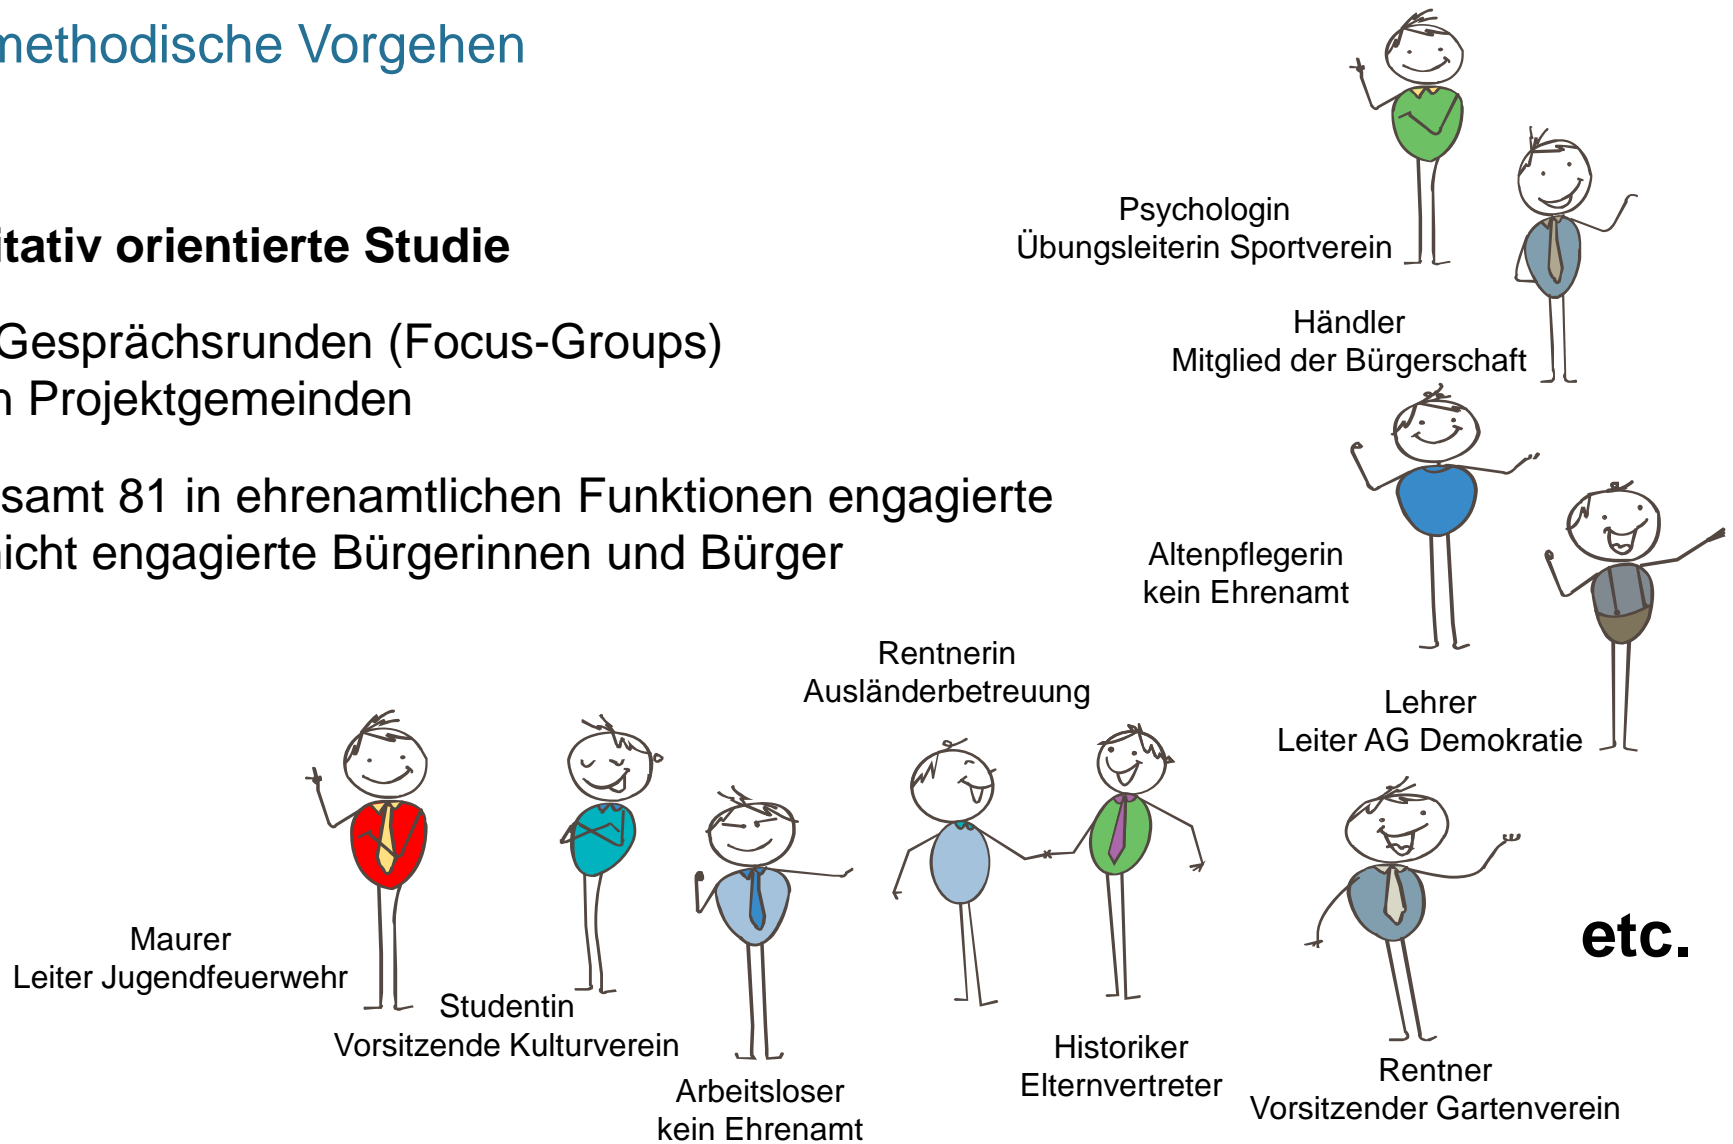 methodische Vorgehen
itativ orientierte Studie
Gesprächsrunden (Focus-Groups)
n Projektgemeinden
samt 81 in ehrenamtlichen Funktionen engagierte
nicht engagierte Bürgerinnen und Bürger
Psychologin
Übungsleiterin Sportverein
Händler
Mitglied der Bürgerschaft
Altenpflegerin
kein Ehrenamt
Lehrer
Leiter AG Demokratie
Rentnerin
Ausländerbetreuung
Maurer
Leiter Jugendfeuerwehr
Studentin
Vorsitzende Kulturverein
Arbeitsloser
kein Ehrenamt
Historiker
Elternvertreter
Rentner
Vorsitzender Gartenverein
etc.